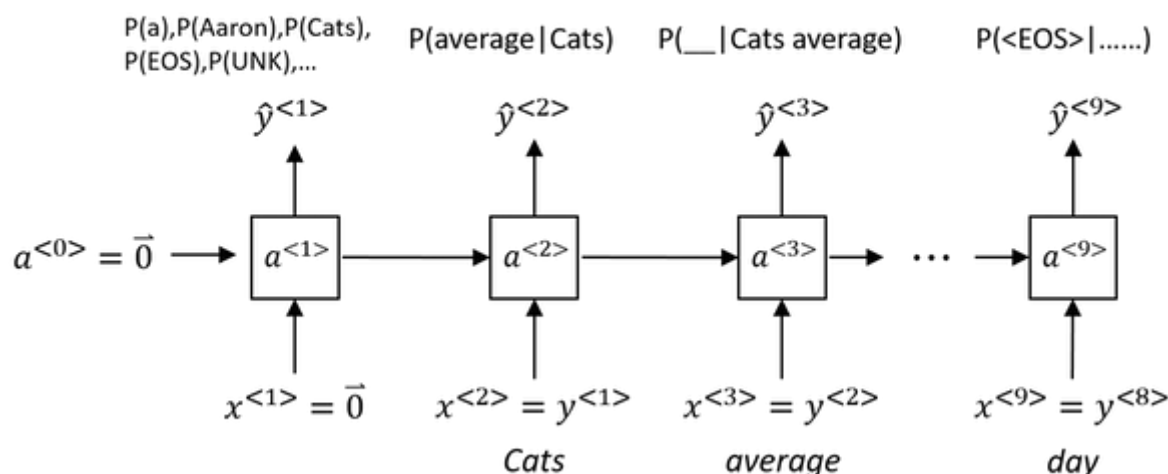 P(a),P(Aaron),P(Cats),
P(EOS),P(UNK),...
P(average|Cats)
P(__|Cats average)
P(<EOS>|......)
ŷ<1>
ŷ<2>
ŷ<3>
ŷ<9>
a<0> = 0⃗
a<1>
a<2>
a<3>
...
a<9>
x<1> = 0⃗
x<2> = y<1>
x<3> = y<2>
x<9> = y<8>
Cats
average
day